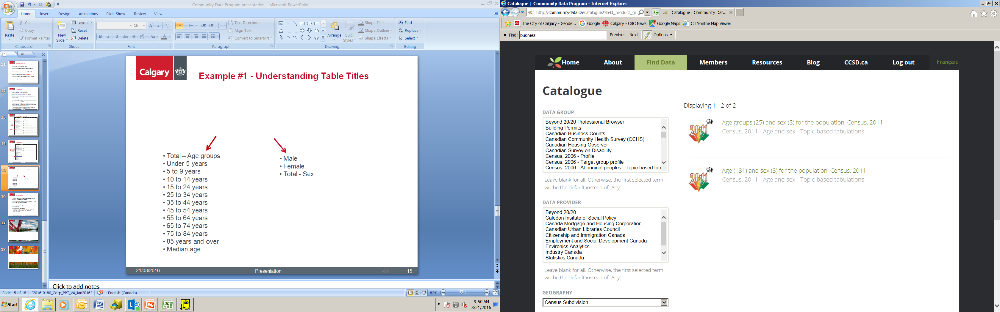 Community Data Program presentation - Microsoft PowerPoint
Home Insert Design Animations Slide Show Review View
Paste
Cut
Copy
Format Painter
Clipboard
New Slide
Layout
Reset
Delete
Slides
16
B I U abc S AV Aa A
Font
Text Direction
Align Text
Convert to SmartArt
Paragraph
Arrange
Quick Styles
Shape Fill
Shape Outline
Shape Effects
Drawing
Find
Replace
Select
Editing
11
12
13
14
15
16
17
18
Calgary
Example #1 - Understanding Table Titles
• Total – Age groups
• Under 5 years
• 5 to 9 years
• 10 to 14 years
• 15 to 24 years
• 25 to 34 years
• 35 to 44 years
• 45 to 54 years
• 55 to 64 years
• 65 to 74 years
• 75 to 84 years
• 85 years and over
• Median age
• Male
• Female
• Total - Sex
21/03/2016 Presentation V04 15
Click to add notes
Slide 15 of 18 "2016-0180_Corp_PPT_V4_Jan2016" English (Canada) 82%
Start
9:50 AM
3/21/2016
Catalogue | Community Data Program - Internet Explorer
http://communitydata.ca/catalogue2?field_product_gr
Catalogue | Community Dat...
The City of Calgary - Geode... Google Calgary - CBC News Google Maps CITYonline Map Viewer
× Find: business Previous Next Options
Home About Find Data Members Resources Blog CCSD.ca Log out Français
Catalogue
DATA GROUP
Beyond 20/20 Professional Browser
Building Permits
Canadian Business Counts
Canadian Community Health Survey (CCHS)
Canadian Housing Observer
Canadian Survey on Disability
Census, 2006 - Profile
Census, 2006 - Target group profile
Census, 2006 - Aboriginal peoples - Topic-based tab
Leave blank for all. Otherwise, the first selected term
will be the default instead of "Any".
DATA PROVIDER
Beyond 20/20
Caledon Insitute of Social Policy
Canada Mortgage and Housing Corporation
Canadian Urban Libraries Council
Citizenship and Immigration Canada
Employment and Social Development Canada
Environics Analytics
Industry Canada
Statistics Canada
Leave blank for all. Otherwise, the first selected term
will be the default instead of "Any".
GEOGRAPHY
Census Subdivision
Displaying 1 - 2 of 2
2011
Age groups (25) and sex (3) for the population, Census, 2011
Census, 2011 - Age and sex - Topic-based tabulations
2011
Age (131) and sex (3) for the population, Census, 2011
Census, 2011 - Age and sex - Topic-based tabulations